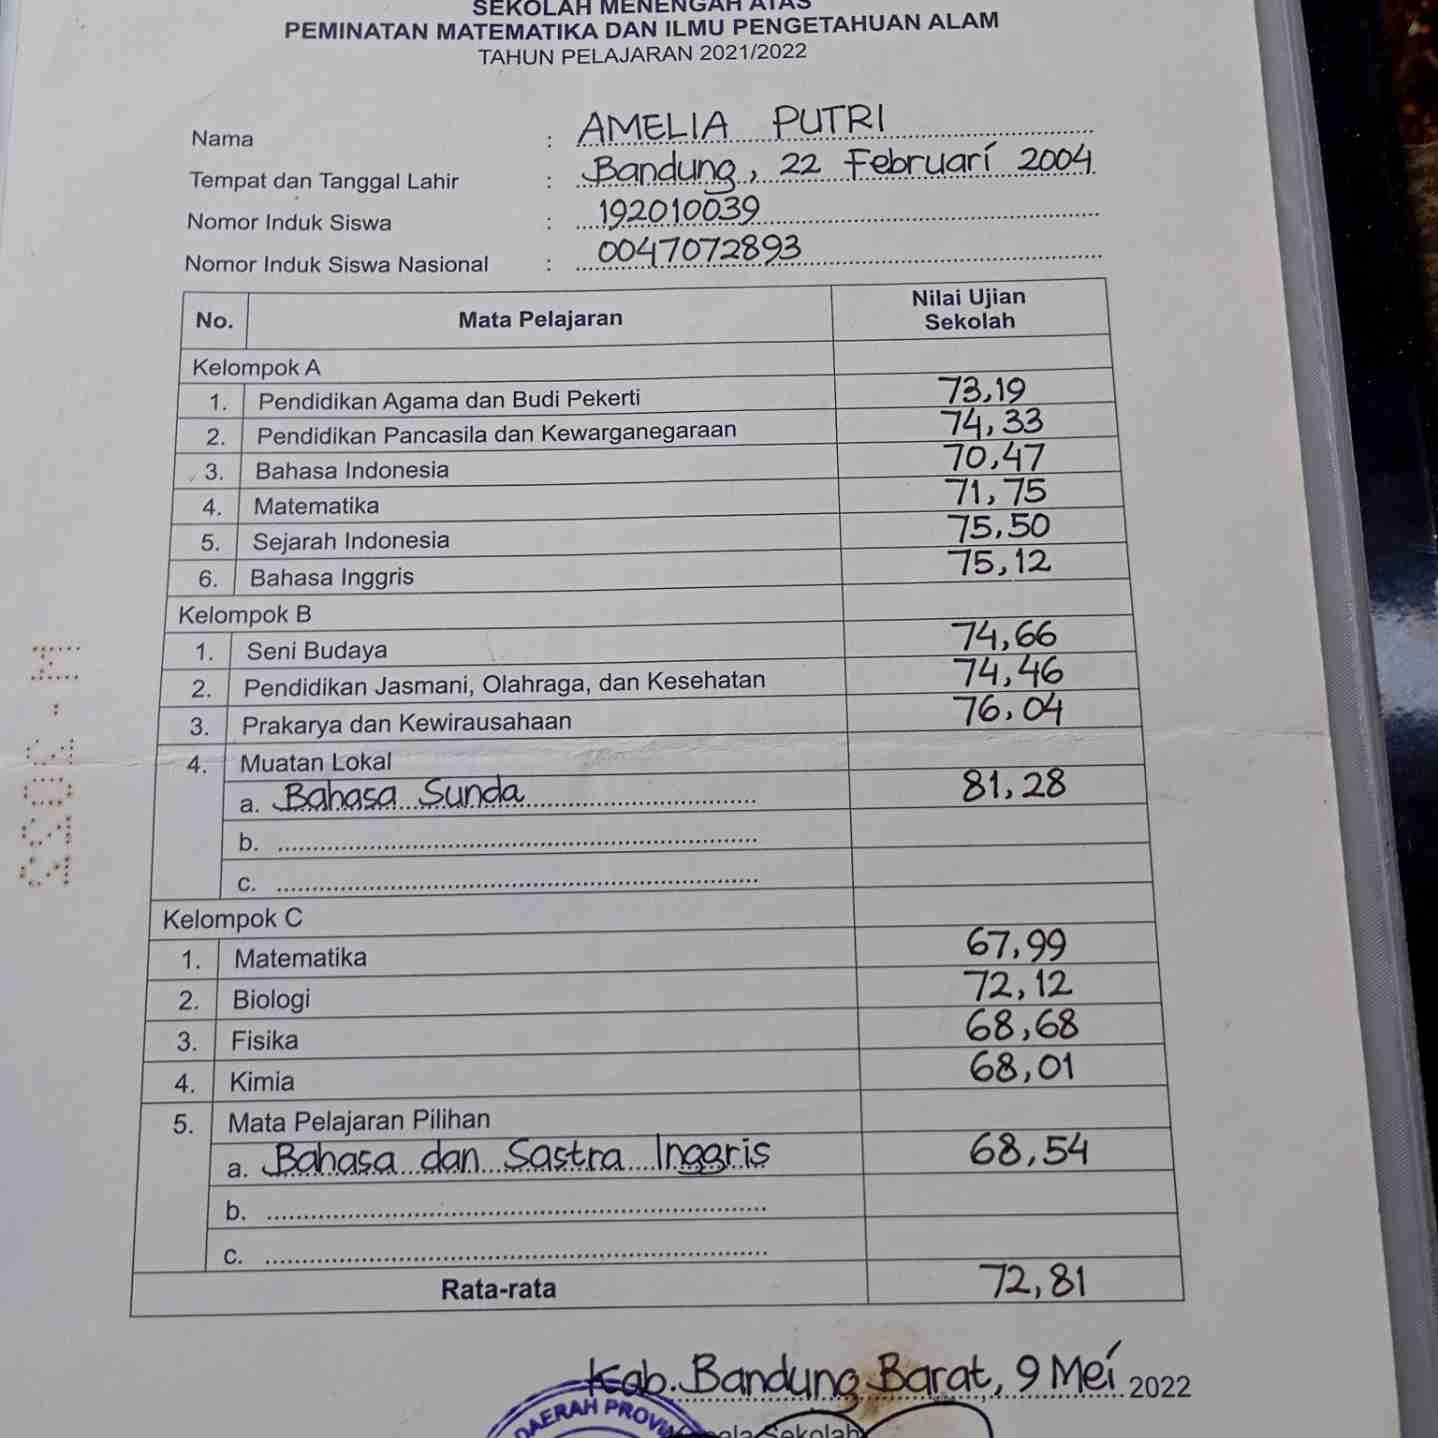 SEKOLAH MENENGAH ATAS
PEMINATAN MATEMATIKA DAN ILMU PENGETAHUAN ALAM
TAHUN PELAJARAN 2021/2022
Nama : AMELIA PUTRI
Tempat dan Tanggal Lahir : Bandung, 22 Februari 2004
Nomor Induk Siswa : 192010039
Nomor Induk Siswa Nasional : 0047072893
No. Mata Pelajaran Nilai Ujian Sekolah
Kelompok A
1. Pendidikan Agama dan Budi Pekerti 73,19
2. Pendidikan Pancasila dan Kewarganegaraan 74,33
3. Bahasa Indonesia 70,47
4. Matematika 71,75
5. Sejarah Indonesia 75,50
6. Bahasa Inggris 75,12
Kelompok B
1. Seni Budaya 74,66
2. Pendidikan Jasmani, Olahraga, dan Kesehatan 74,46
3. Prakarya dan Kewirausahaan 76,04
4. Muatan Lokal
a. Bahasa Sunda 81,28
b.
c.
Kelompok C
1. Matematika 67,99
2. Biologi 72,12
3. Fisika 68,68
4. Kimia 68,01
5. Mata Pelajaran Pilihan
a. Bahasa dan Sastra Inggris 68,54
b.
c.
Rata-rata 72,81
Kab. Bandung Barat, 9 Mei 2022
DAERAH
Sekolah